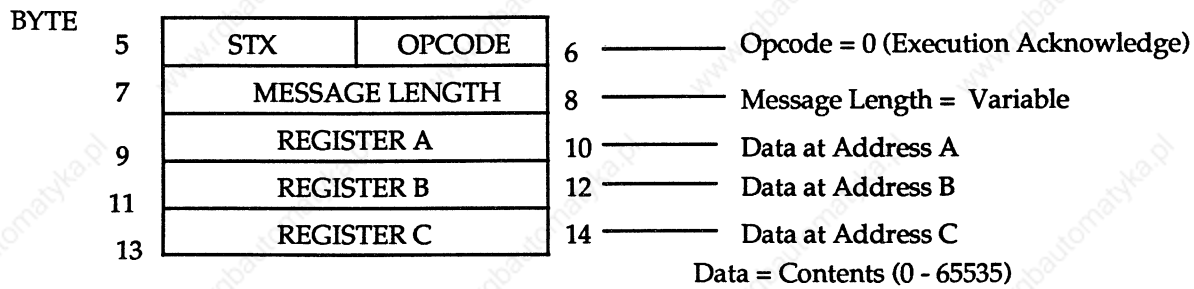 BYTE
5 STX OPCODE 6 Opcode = 0 (Execution Acknowledge)
7 MESSAGE LENGTH 8 Message Length = Variable
9 REGISTER A 10 Data at Address A
11 REGISTER B 12 Data at Address B
13 REGISTER C 14 Data at Address C
Data = Contents (0 - 65535)